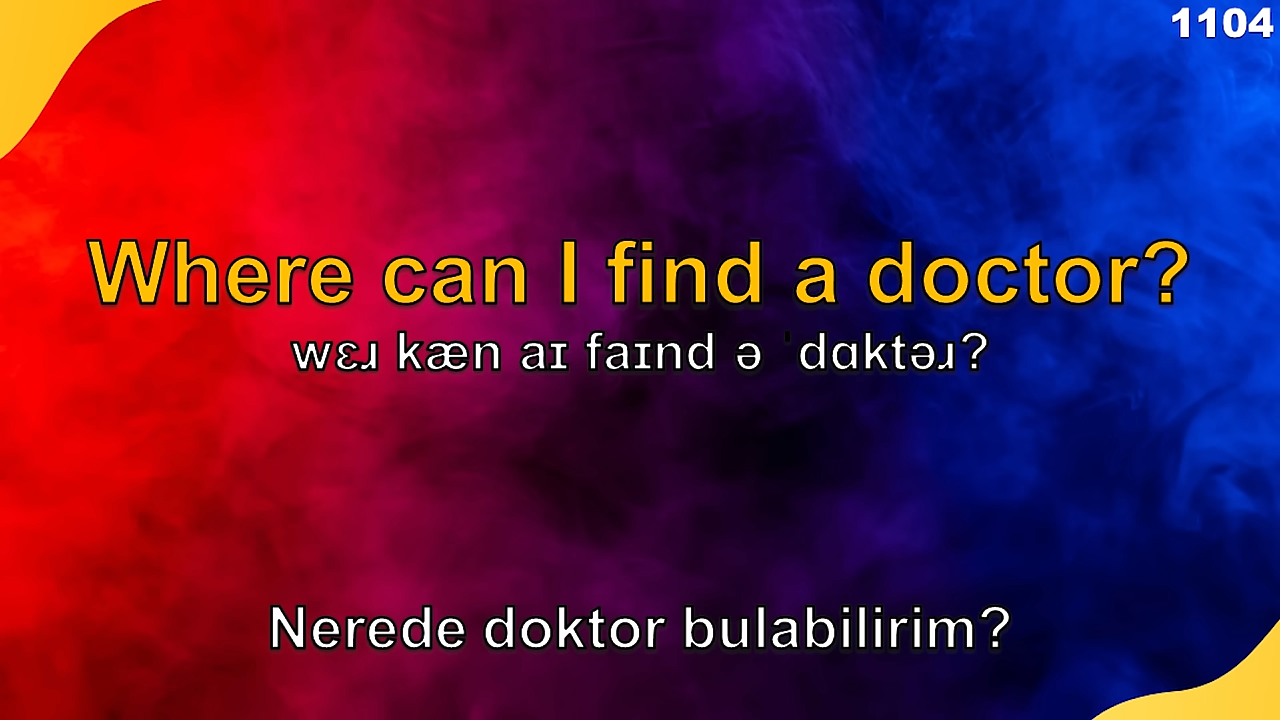 1104
Where can I find a doctor?
wɛɹ kæn aɪ faɪnd ə ˈdɑktəɹ?
Nerede doktor bulabilirim?